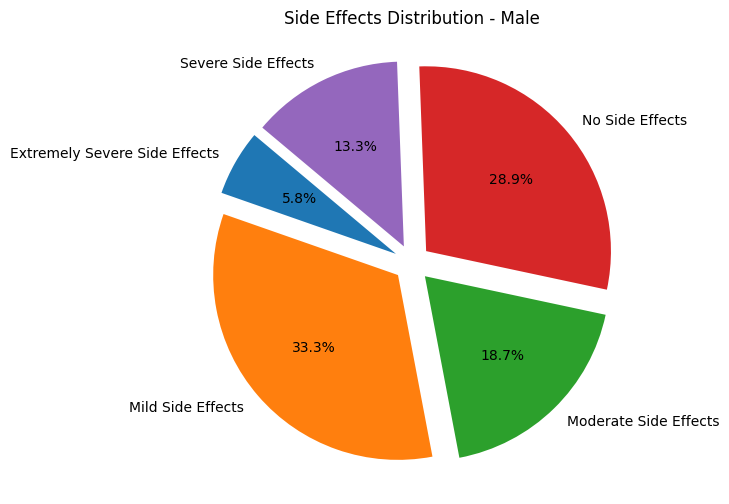 Side Effects Distribution - Male
Severe Side Effects
No Side Effects
Extremely Severe Side Effects
13.3%
28.9%
5.8%
33.3%
18.7%
Mild Side Effects
Moderate Side Effects